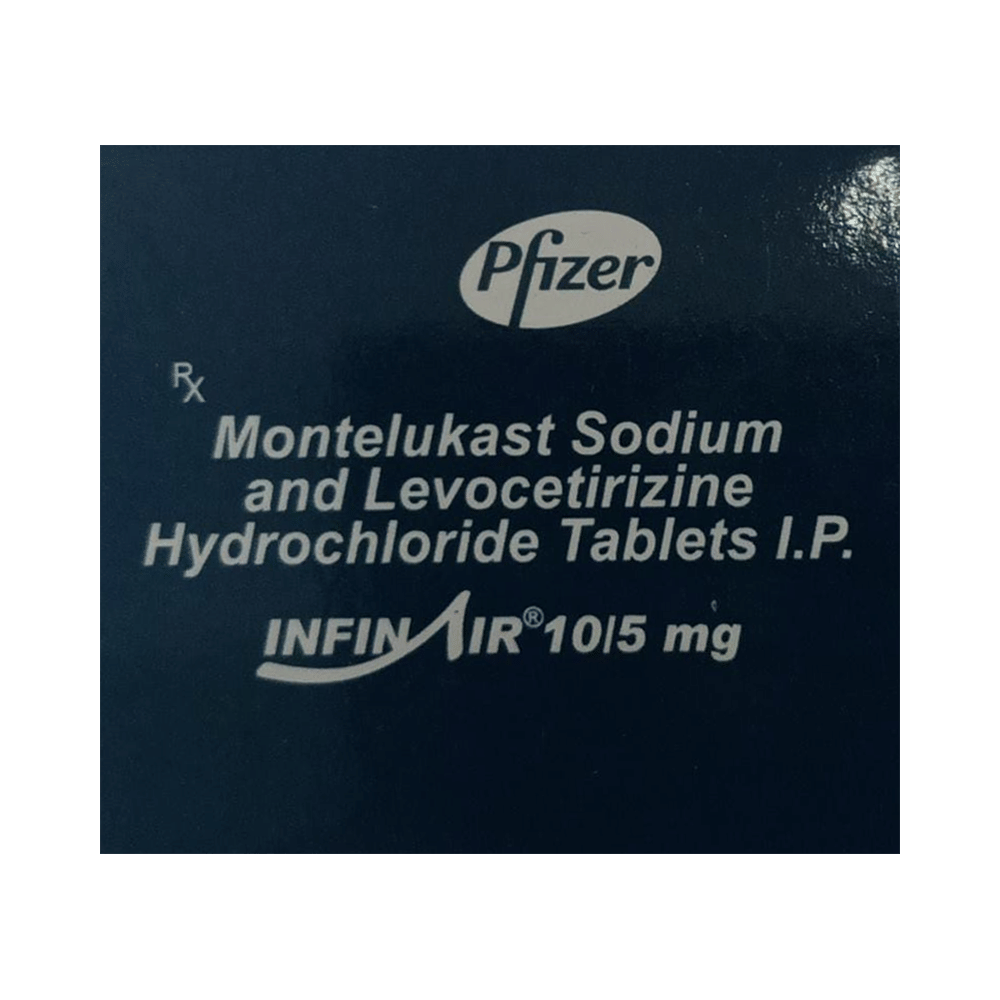 Pfizer
Rx
Montelukast Sodium
and Levocetirizine
Hydrochloride Tablets I.P.
INFINAIR® 10/5 mg